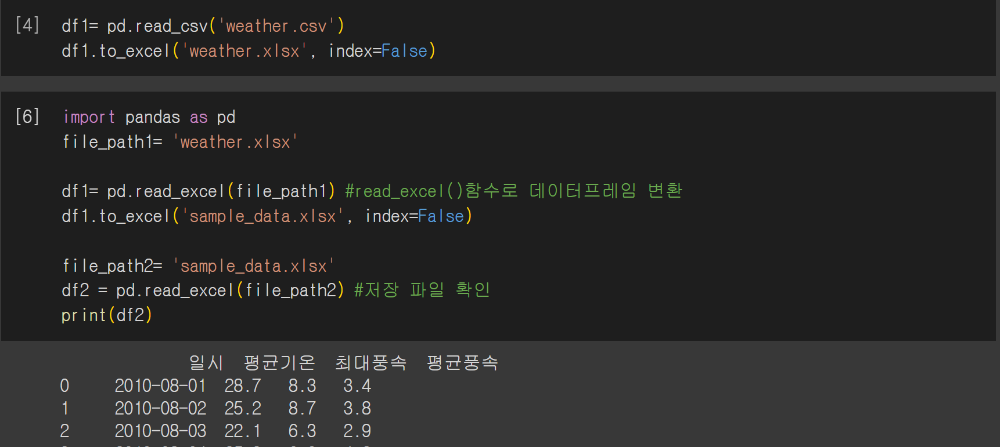 [4] df1= pd.read_csv('weather.csv')
df1.to_excel('weather.xlsx', index=False)
[6] import pandas as pd
file_path1= 'weather.xlsx'
df1= pd.read_excel(file_path1) #read_excel()함수로 데이터프레임 변환
df1.to_excel('sample_data.xlsx', index=False)
file_path2= 'sample_data.xlsx'
df2 = pd.read_excel(file_path2) #저장 파일 확인
print(df2)
일시 평균기온 최대풍속 평균풍속
0 2010-08-01 28.7 8.3 3.4
1 2010-08-02 25.2 8.7 3.8
2 2010-08-03 22.1 6.3 2.9